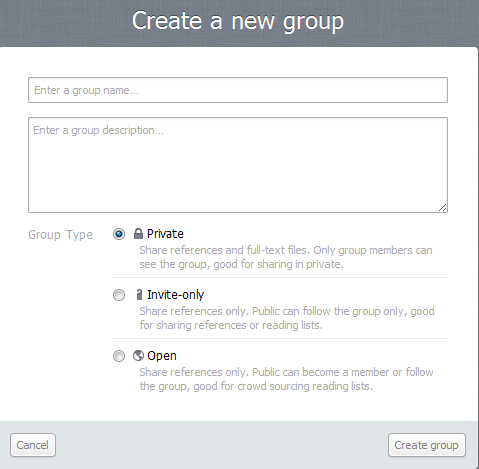 Create a new group
Enter a group name...
Enter a group description...
Group Type
Private
Share references and full-text files. Only group members can
see the group, good for sharing in private.
Invite-only
Share references only. Public can follow the group only, good
for sharing references or reading lists.
Open
Share references only. Public can become a member or follow
the group, good for crowd sourcing reading lists.
Cancel
Create group